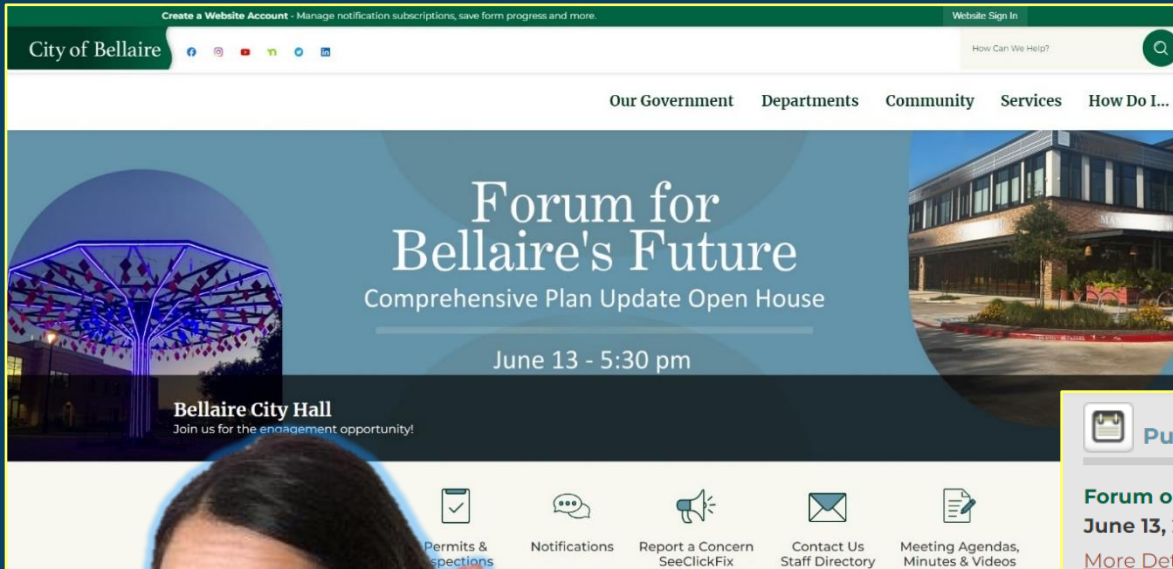 Create a Website Account - Manage notification subscriptions, save form progress and more.
Website Sign In
City of Bellaire
How Can We Help?
Our Government Departments Community Services How Do I...
Forum for
Bellaire's Future
Comprehensive Plan Update Open House
June 13 - 5:30 pm
Bellaire City Hall
Join us for the engagement opportunity!
Permits &
Notifications
Report a Concern
SeeClickFix
Contact Us
Staff Directory
Meeting Agendas,
Minutes & Videos
Forum
June 13,
More